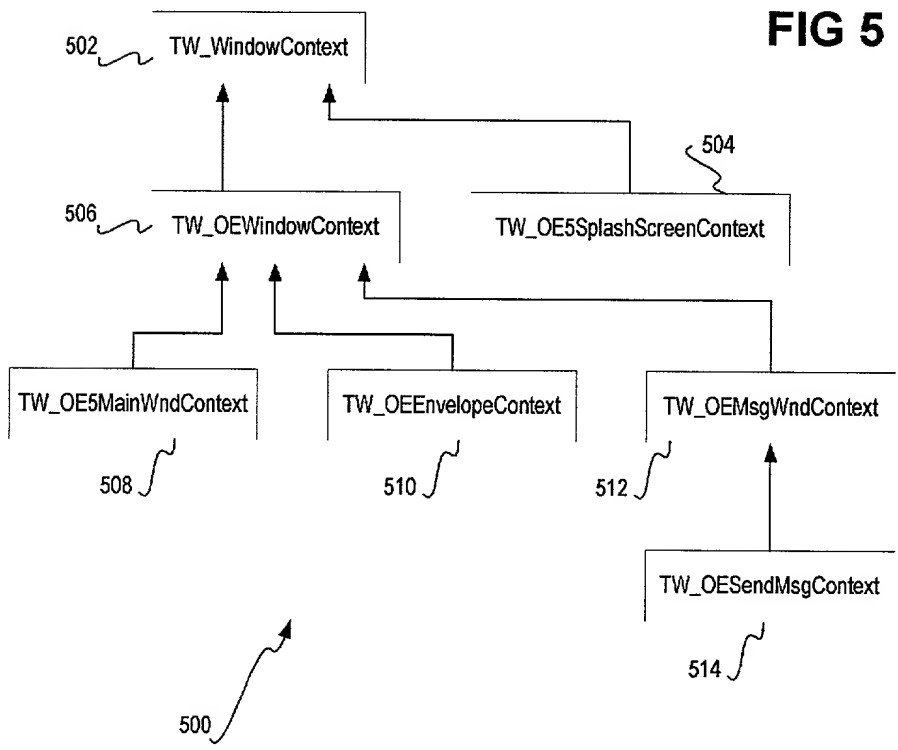 FIG 5
502
TW_WindowContext
504
506
TW_OEWindowContext
TW_OE5SplashScreenContext
TW_OE5MainWndContext
TW_OEEnvelopeContext
TW_OEMsgWndContext
508
510
512
TW_OESendMsgContext
514
500